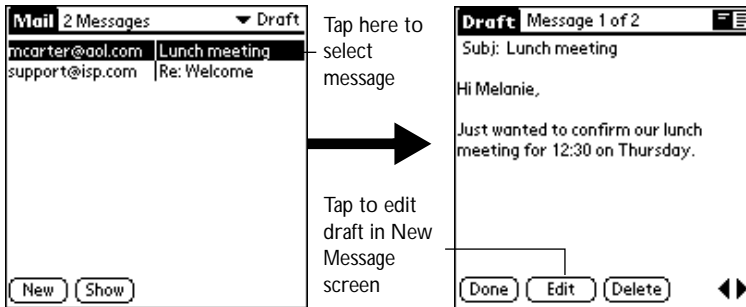 Mail 2 Messages
Draft
mcarter@aol.com Lunch meeting
support@isp.com Re: Welcome
New Show
Tap here to
select
message
Tap to edit
draft in New
Message
screen
Draft Message 1 of 2
Subj: Lunch meeting
Hi Melanie,
Just wanted to confirm our lunch
meeting for 12:30 on Thursday.
Done Edit Delete